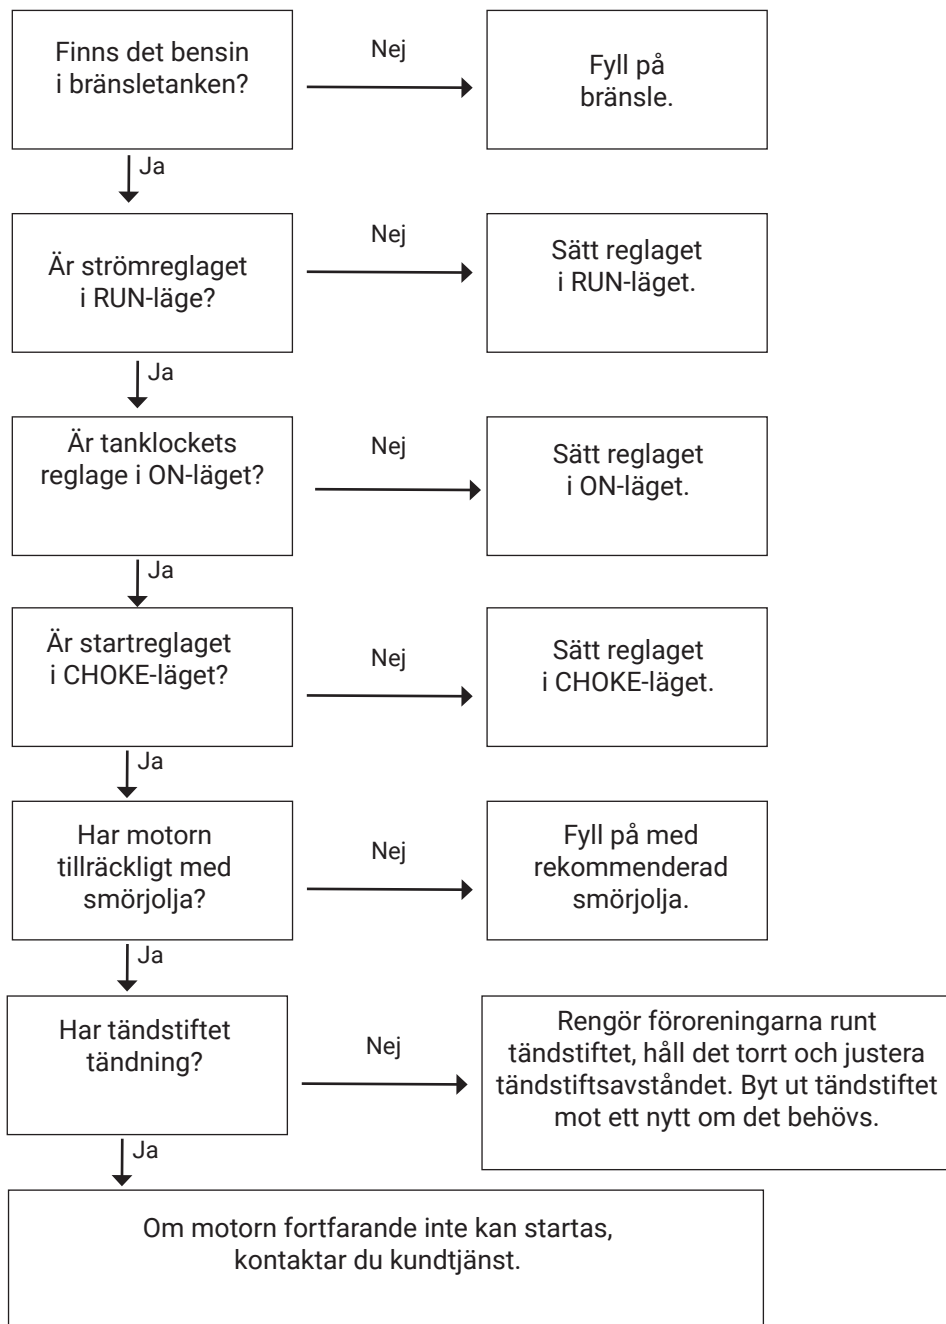 Finns det bensin
i bränsletanken?
Nej
Fyll på
bränsle.
Ja
Är strömreglaget
i RUN-läge?
Nej
Sätt reglaget
i RUN-läget.
Ja
Är tanklockets
reglage i ON-läget?
Nej
Sätt reglaget
i ON-läget.
Ja
Är startreglaget
i CHOKE-läget?
Nej
Sätt reglaget
i CHOKE-läget.
Ja
Har motorn
tillräckligt med
smörjolja?
Nej
Fyll på med
rekommenderad
smörjolja.
Ja
Har tändstiftet
tändning?
Nej
Rengör föroreningarna runt
tändstiftet, håll det torrt och justera
tändstiftsavståndet. Byt ut tändstiftet
mot ett nytt om det behövs.
Ja
Om motorn fortfarande inte kan startas,
kontaktar du kundtjänst.